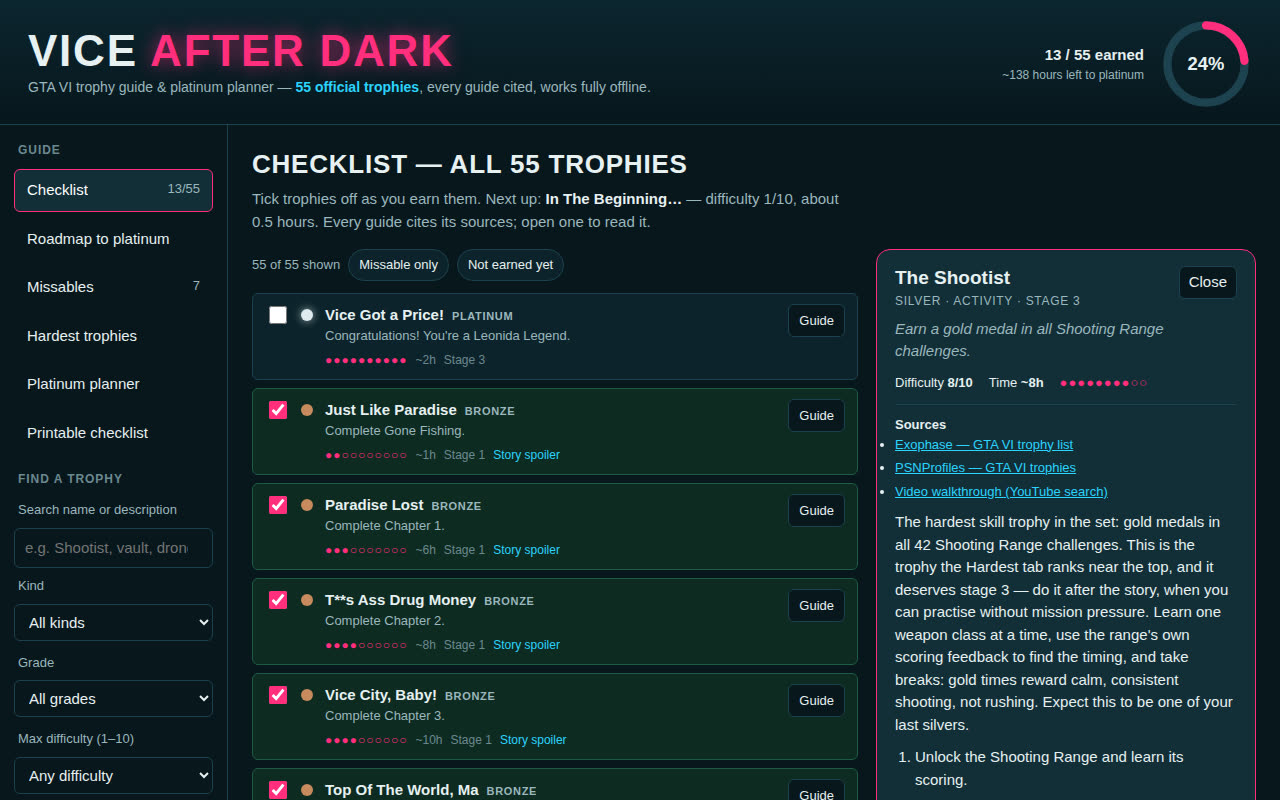 VICE AFTER DARK
GTA VI trophy guide & platinum planner — 55 official trophies, every guide cited, works fully offline.
13 / 55 earned
~138 hours left to platinum
24%
GUIDE
Checklist 13/55
Roadmap to platinum
Missables 7
Hardest trophies
Platinum planner
Printable checklist
FIND A TROPHY
Search name or description
e.g. Shootist, vault, dron
Kind
All kinds
Grade
All grades
Max difficulty (1–10)
Any difficulty
CHECKLIST — ALL 55 TROPHIES
Tick trophies off as you earn them. Next up: In The Beginning… — difficulty 1/10, about
0.5 hours. Every guide cites its sources; open one to read it.
55 of 55 shown Missable only Not earned yet
Vice Got a Price! PLATINUM Guide
Congratulations! You're a Leonida Legend.
~2h Stage 3
Just Like Paradise BRONZE Guide
Complete Gone Fishing.
~1h Stage 1 Story spoiler
Paradise Lost BRONZE Guide
Complete Chapter 1.
~6h Stage 1 Story spoiler
T**s Ass Drug Money BRONZE Guide
Complete Chapter 2.
~8h Stage 1 Story spoiler
Vice City, Baby! BRONZE Guide
Complete Chapter 3.
~10h Stage 1 Story spoiler
Top Of The World, Ma BRONZE Guide
The Shootist Close
SILVER · ACTIVITY · STAGE 3
Earn a gold medal in all Shooting Range
challenges.
Difficulty 8/10 Time ~8h
Sources
Exophase — GTA VI trophy list
PSNProfiles — GTA VI trophies
Video walkthrough (YouTube search)
The hardest skill trophy in the set: gold medals in
all 42 Shooting Range challenges. This is the
trophy the Hardest tab ranks near the top, and it
deserves stage 3 — do it after the story, when you
can practise without mission pressure. Learn one
weapon class at a time, use the range's own
scoring feedback to find the timing, and take
breaks: gold times reward calm, consistent
shooting, not rushing. Expect this to be one of your
last silvers.
1. Unlock the Shooting Range and learn its
scoring.